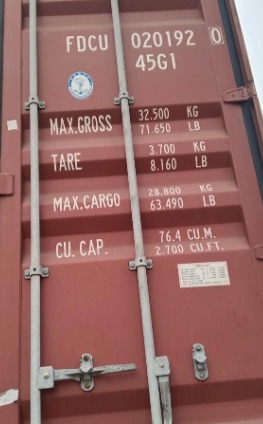 FDCU 020192 0
45G1
MAX.GROSS 32.500 KG
71.650 LB
TARE 3.700 KG
8.160 LB
MAX.CARGO 28.800 KG
63.490 LB
CU. CAP. 76.4 CU.M.
2.700 CU.FT.